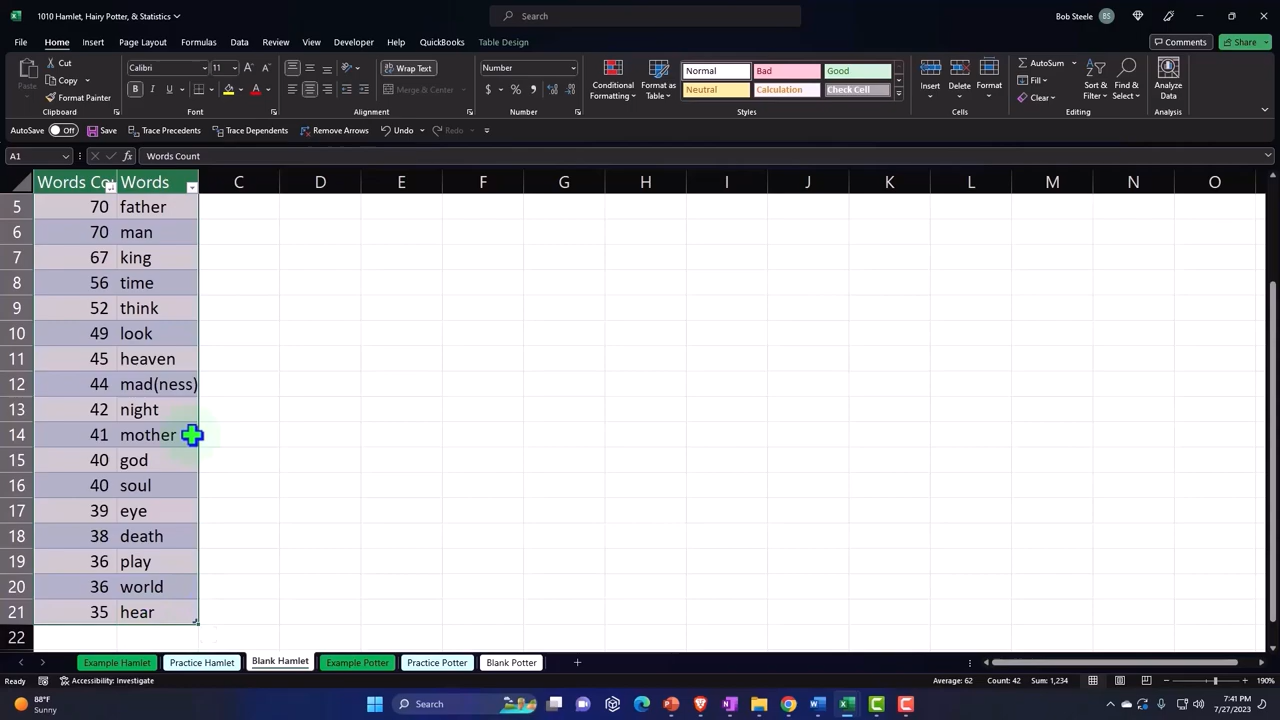 1010 Hamlet, Hairy Potter, & Statistics
Search
Bob Steele BS
File Home Insert Draw Page Layout Formulas Data Review View Developer Help QuickBooks Table Design
Comments Share
Cut
Copy
Format Painter
Clipboard
Calibri 11
B I U
Font
Wrap Text
Merge & Center
Alignment
Number
$ % ,
Number
Conditional Formatting
Format as Table
Normal Bad Good
Neutral Calculation Check Cell
Styles
Insert Delete Format
Cells
AutoSum
Fill
Clear
Sort & Filter
Find & Select
Editing
Analyze Data
Analysis
AutoSave Off Save Trace Precedents Trace Dependents Remove Arrows Undo Redo
A1 fx Words Count
Words Co Words C D E F G H I J K L M N O
5 70 father
6 70 man
7 67 king
8 56 time
9 52 think
10 49 look
11 45 heaven
12 44 mad(ness)
13 42 night
14 41 mother
15 40 god
16 40 soul
17 39 eye
18 38 death
19 36 play
20 36 world
21 35 hear
22
Example Hamlet Practice Hamlet Blank Hamlet Example Potter Practice Potter Blank Potter
Ready Accessibility: Investigate Average: 62 Count: 42 Sum: 1,234 190%
88°F
Sunny
Search
7:41 PM
7/27/2023